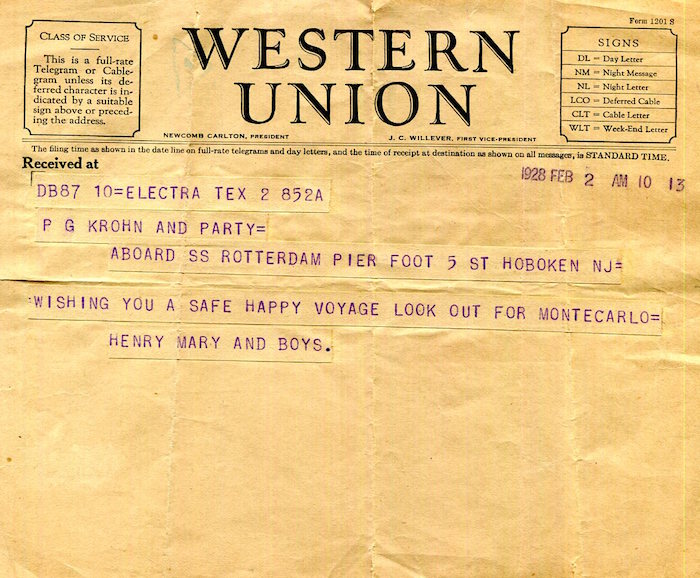 Form 1201 S
CLASS OF SERVICE
This is a full-rate
Telegram or Cable-
gram unless its de-
ferred character is in-
dicated by a suitable
sign above or preced-
ing the address.
WESTERN
UNION
NEWCOMB CARLTON, PRESIDENT
J. C. WILLEVER, FIRST VICE-PRESIDENT
SIGNS
DL = Day Letter
NM = Night Message
NL = Night Letter
LCO = Deferred Cable
CLT = Cable Letter
WLT = Week-End Letter
The filing time as shown in the date line on full-rate telegrams and day letters, and the time of receipt at destination as shown on all messages, is STANDARD TIME.
Received at
1928 FEB 2 AM 10 13
DB87 10=ELECTRA TEX 2 852A
P G KROHN AND PARTY=
ABOARD SS ROTTERDAM PIER FOOT 5 ST HOBOKEN NJ=
WISHING YOU A SAFE HAPPY VOYAGE LOOK OUT FOR MONTECARLO=
HENRY MARY AND BOYS.